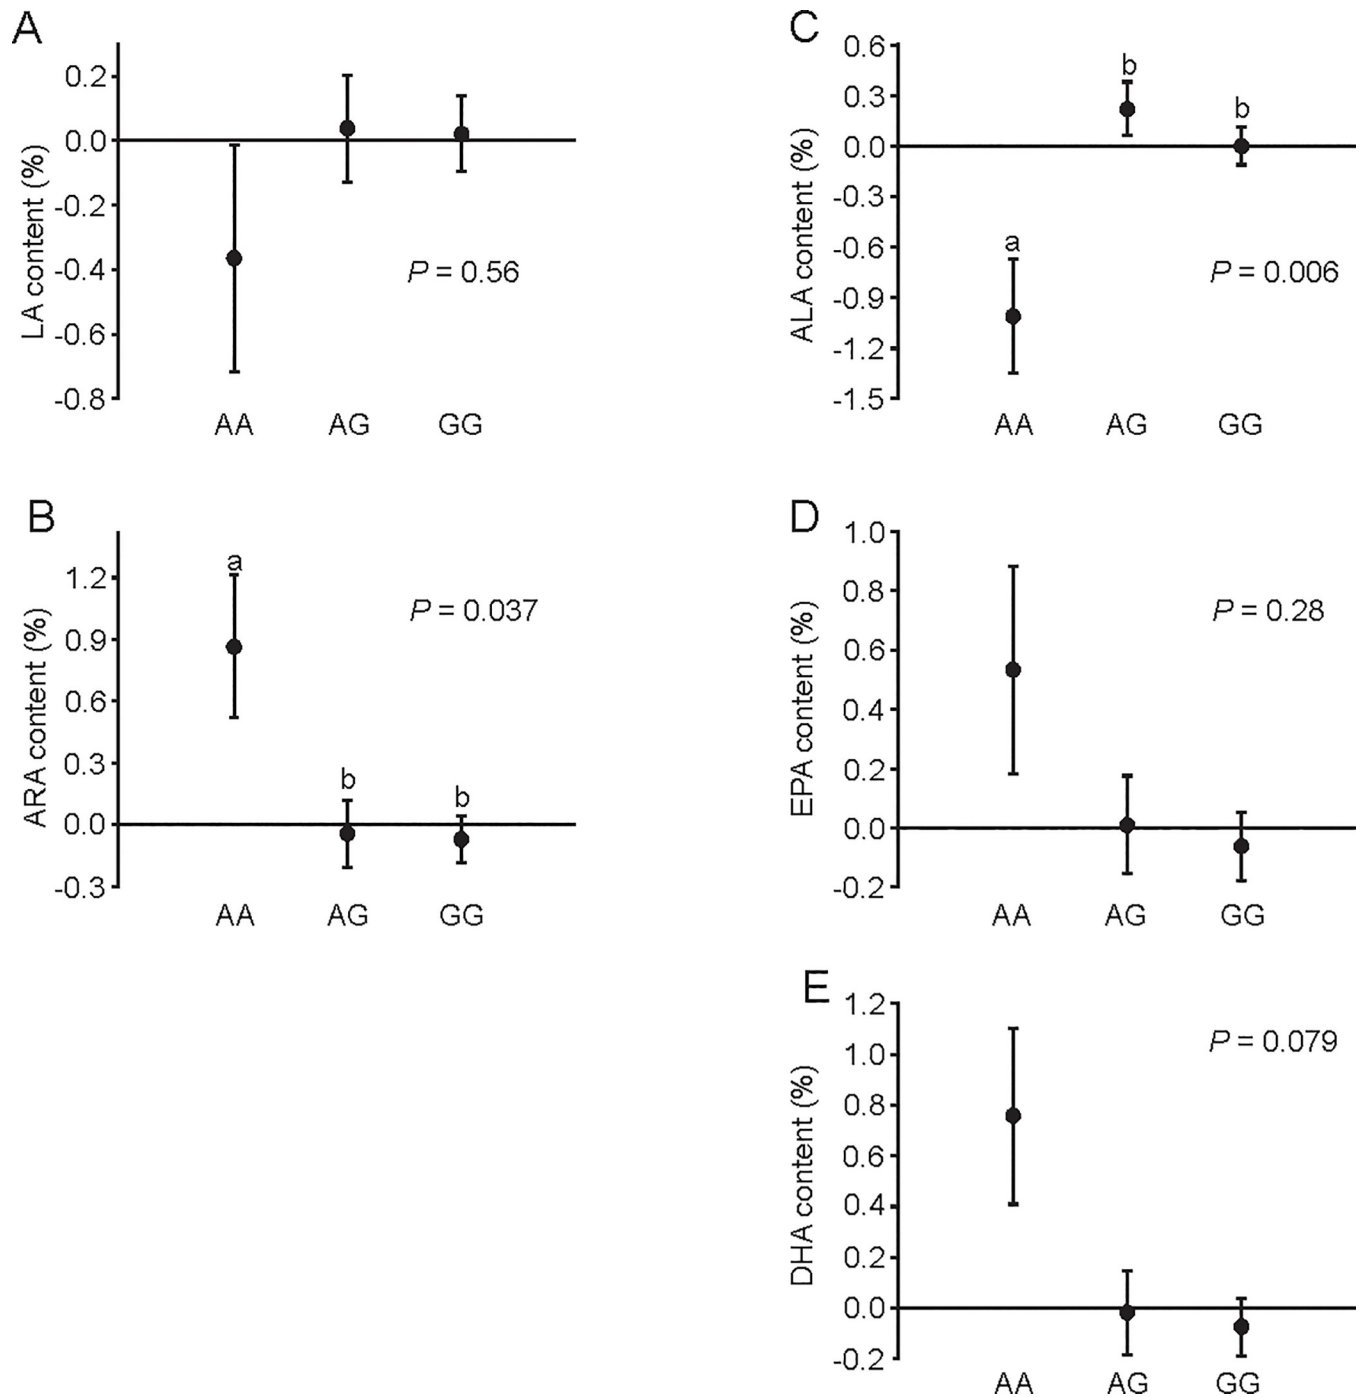 A
LA content (%)
0.2
0.0
-0.2
-0.4
-0.6
-0.8
P = 0.56
AA AG GG
B
ARA content (%)
1.2
0.9
0.6
0.3
0.0
-0.3
a
b
b
P = 0.037
AA AG GG
C
ALA content (%)
0.6
0.3
0.0
-0.3
-0.6
-0.9
-1.2
-1.5
b
b
a
P = 0.006
AA AG GG
D
EPA content (%)
1.0
0.8
0.6
0.4
0.2
0.0
-0.2
P = 0.28
AA AG GG
E
DHA content (%)
1.2
1.0
0.8
0.6
0.4
0.2
0.0
-0.2
P = 0.079
AA AG GG